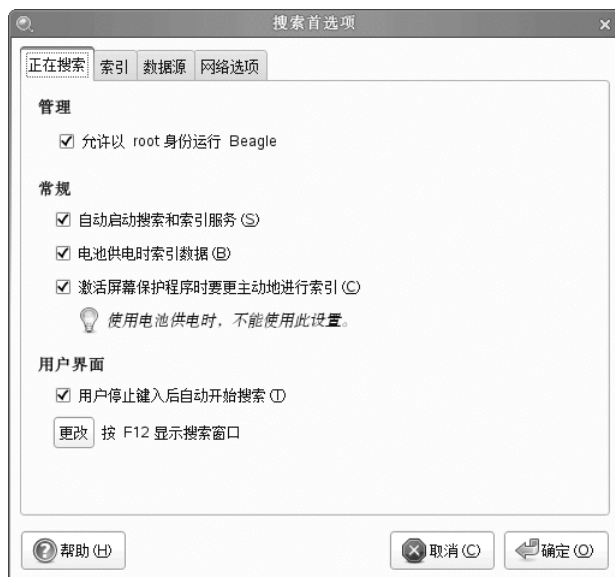 搜索首选项
正在搜索 索引 数据源 网络选项
管理
允许以 root 身份运行 Beagle
常规
自动启动搜索和索引服务(S)
电池供电时索引数据(B)
激活屏幕保护程序时要更主动地进行索引(C)
使用电池供电时，不能使用此设置。
用户界面
用户停止键入后自动开始搜索(T)
更改 按 F12 显示搜索窗口
帮助(H) 取消(C) 确定(O)